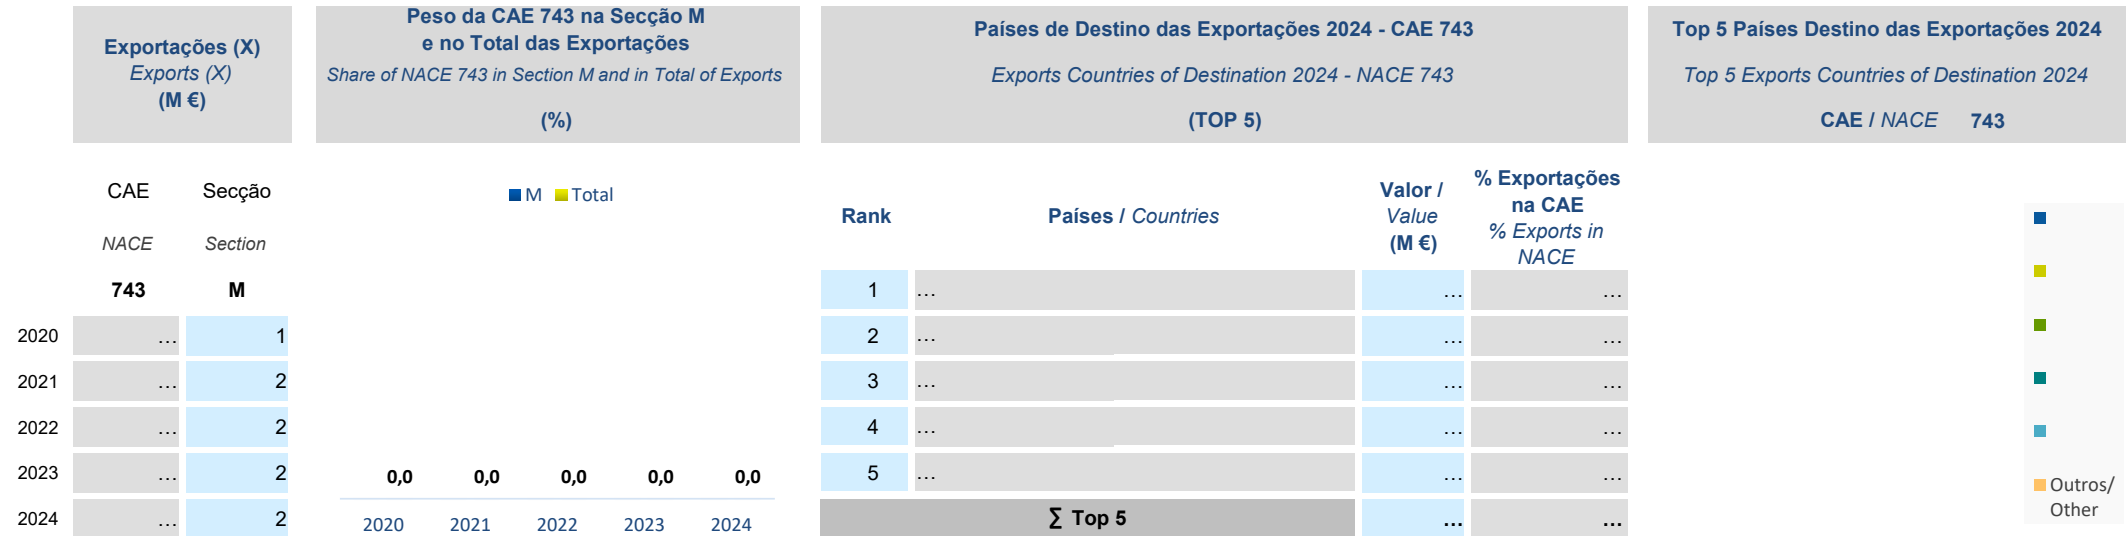 Exportações (X)
Exports (X)
(M €)
Peso da CAE 743 na Secção M
e no Total das Exportações
Share of NACE 743 in Section M and in Total of Exports
(%)
Países de Destino das Exportações 2024 - CAE 743
Exports Countries of Destination 2024 - NACE 743
(TOP 5)
Top 5 Países Destino das Exportações 2024
Top 5 Exports Countries of Destination 2024
CAE / NACE 743
CAE Secção
NACE Section
743 M
2020 … 1
2021 … 2
2022 … 2
2023 … 2
2024 … 2
M Total
0,0 0,0 0,0 0,0 0,0
2020 2021 2022 2023 2024
Rank
Países / Countries
Valor /
Value
(M €)
% Exportações
na CAE
% Exports in
NACE
1 … … …
2 … … …
3 … … …
4 … … …
5 … … …
∑ Top 5 … …
Outros/
Other